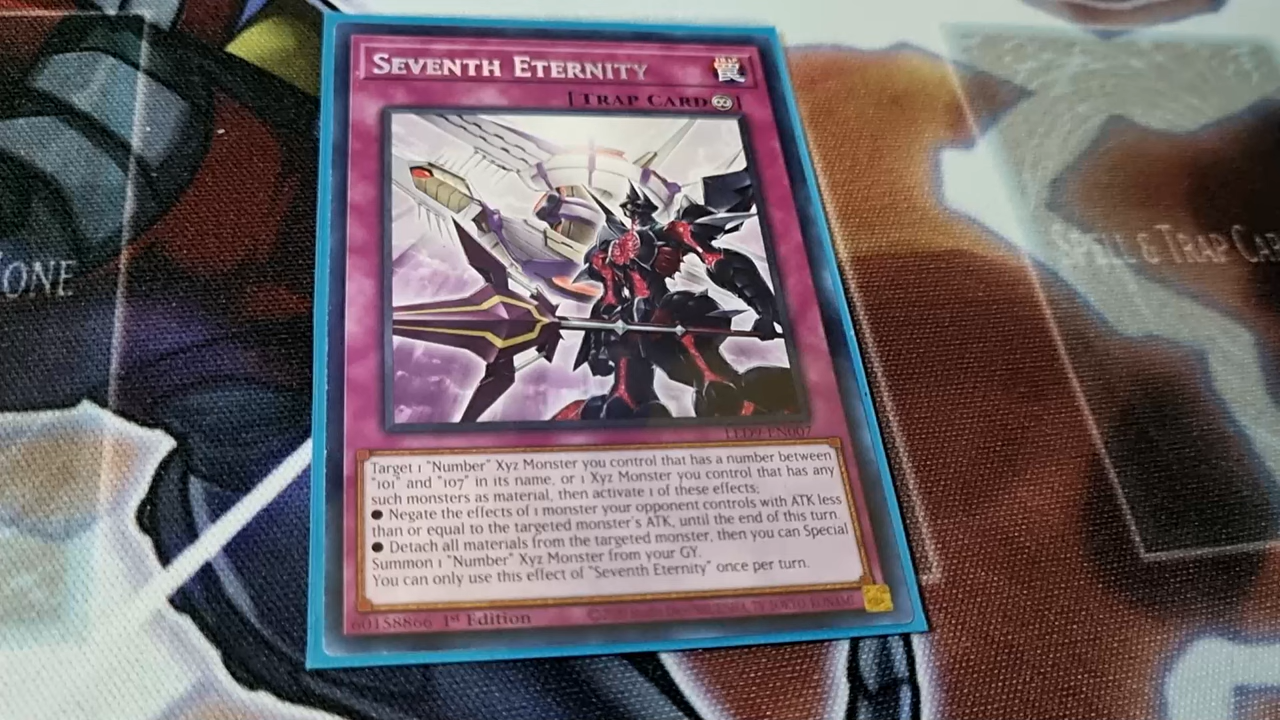 SEVENTH ETERNITY
[TRAP CARD]
ZONE
SPELL & TRAP CAR
LED9-EN007
Target 1 "Number" Xyz Monster you control that has a number between
"101" and "107" in its name, or 1 Xyz Monster you control that has any
such monsters as material, then activate 1 of these effects;
● Negate the effects of 1 monster your opponent controls with ATK less
than or equal to the targeted monster's ATK, until the end of this turn.
● Detach all materials from the targeted monster, then you can Special
Summon 1 "Number" Xyz Monster from your GY.
You can only use this effect of "Seventh Eternity" once per turn.
60158866 1st Edition